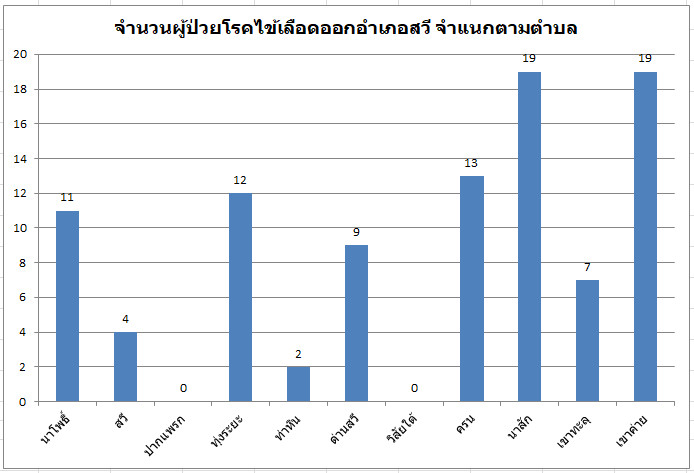 จำนวนผู้ป่วยโรคไข้เลือดออกอำเภอสวี จำแนกตามตำบล
20
18
16
14
12
10
8
6
4
2
0
11
4
0
12
2
9
0
13
19
7
19
นาโพธิ์
สวี
ปากแพรก
ทุ่งระยะ
ท่าหิน
ด่านสวี
วิสัยใต้
ครน
นาสัก
เขาทะลุ
เขาค่าย